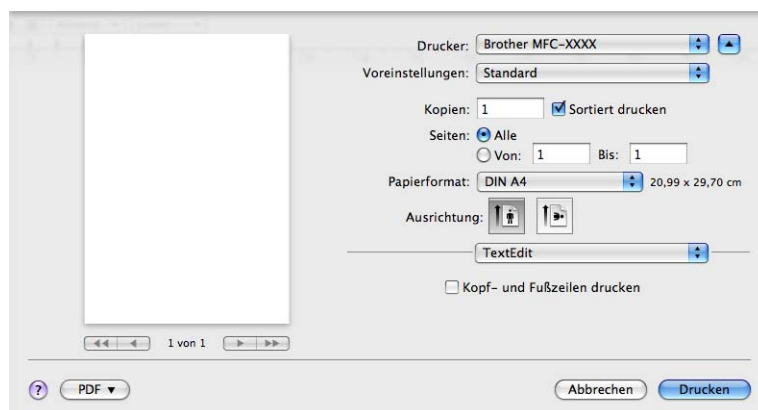 Drucker: Brother MFC-XXXX
Voreinstellungen: Standard
Kopien: 1 Sortiert drucken
Seiten: Alle
Von: 1 Bis: 1
Papierformat: DIN A4 20,99 x 29,70 cm
Ausrichtung:
TextEdit
Kopf- und Fußzeilen drucken
1 von 1
? PDF Abbrechen Drucken